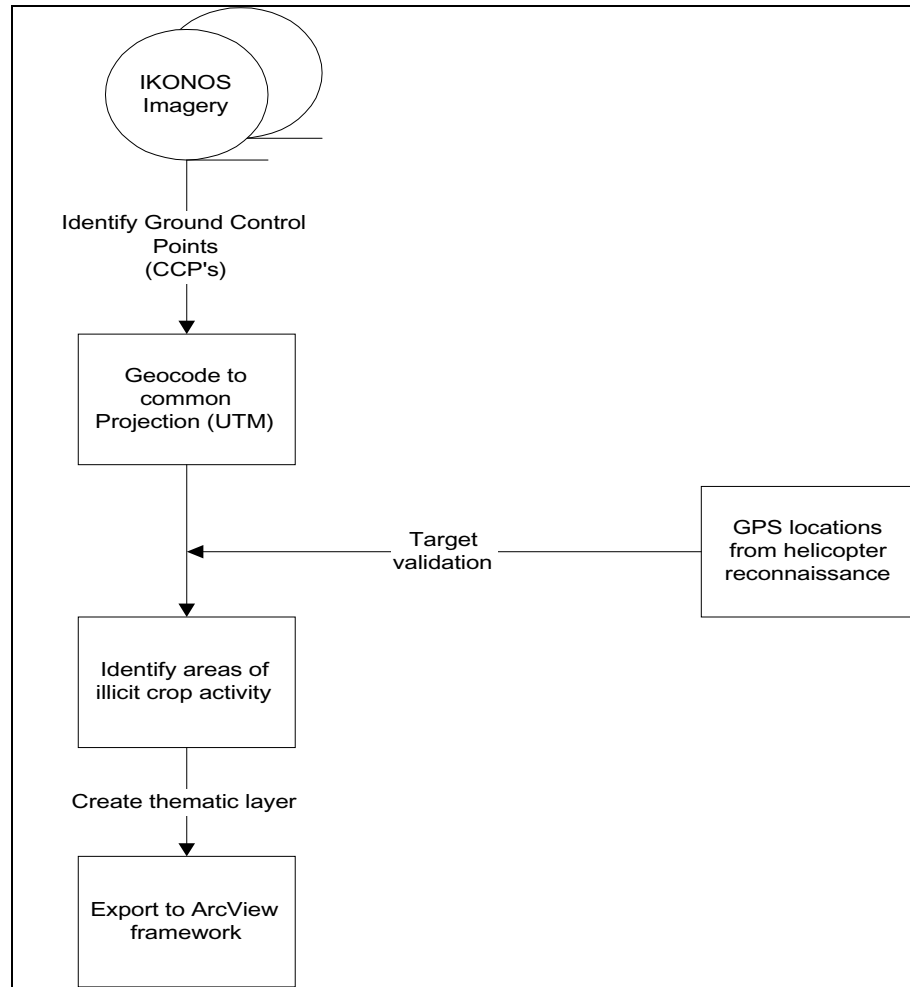 IKONOS
Imagery
Identify Ground Control
Points
(CCP's)
Geocode to
common
Projection (UTM)
Target
validation
GPS locations
from helicopter
reconnaissance
Identify areas of
illicit crop activity
Create thematic layer
Export to ArcView
framework